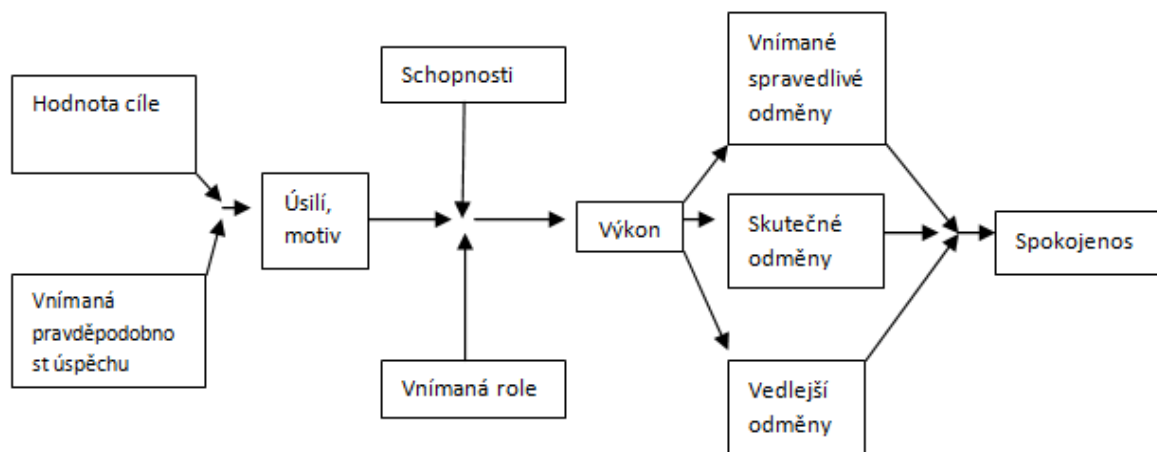 Hodnota cíle
Vnímaná
pravděpodobno
st úspěchu
Úsilí,
motiv
Schopnosti
Vnímaná role
Výkon
Vnímané
spravedlivé
odměny
Skutečné
odměny
Vedlejší
odměny
Spokojenos